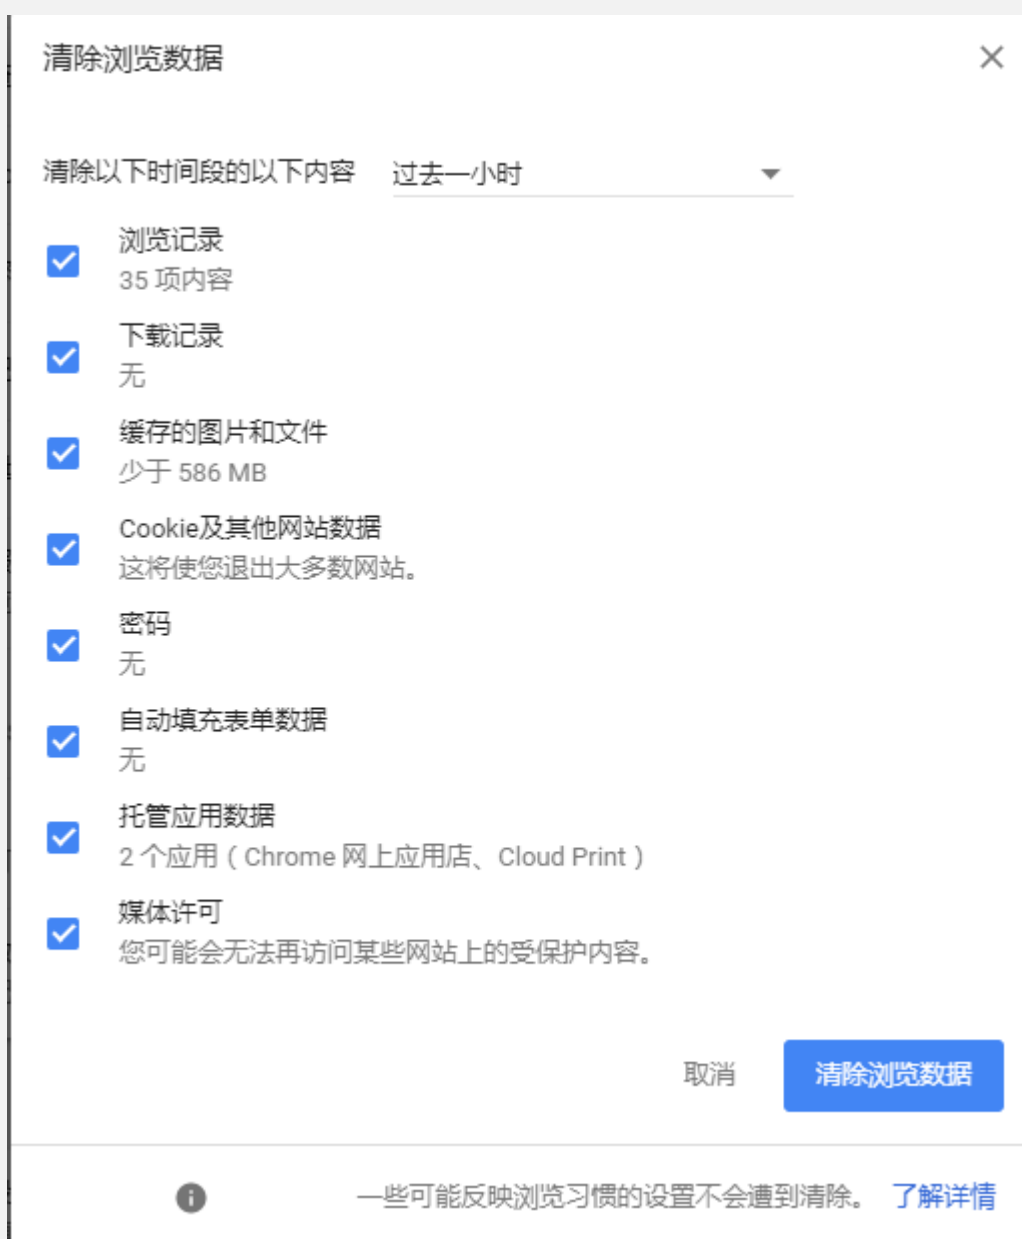 清除浏览数据
清除以下时间段的以下内容 过去一小时
浏览记录
35 项内容
下载记录
无
缓存的图片和文件
少于 586 MB
Cookie及其他网站数据
这将使您退出大多数网站。
密码
无
自动填充表单数据
无
托管应用数据
2 个应用（Chrome 网上应用店、Cloud Print）
媒体许可
您可能会无法再访问某些网站上的受保护内容。
取消 清除浏览数据
一些可能反映浏览习惯的设置不会遭到清除。 了解详情